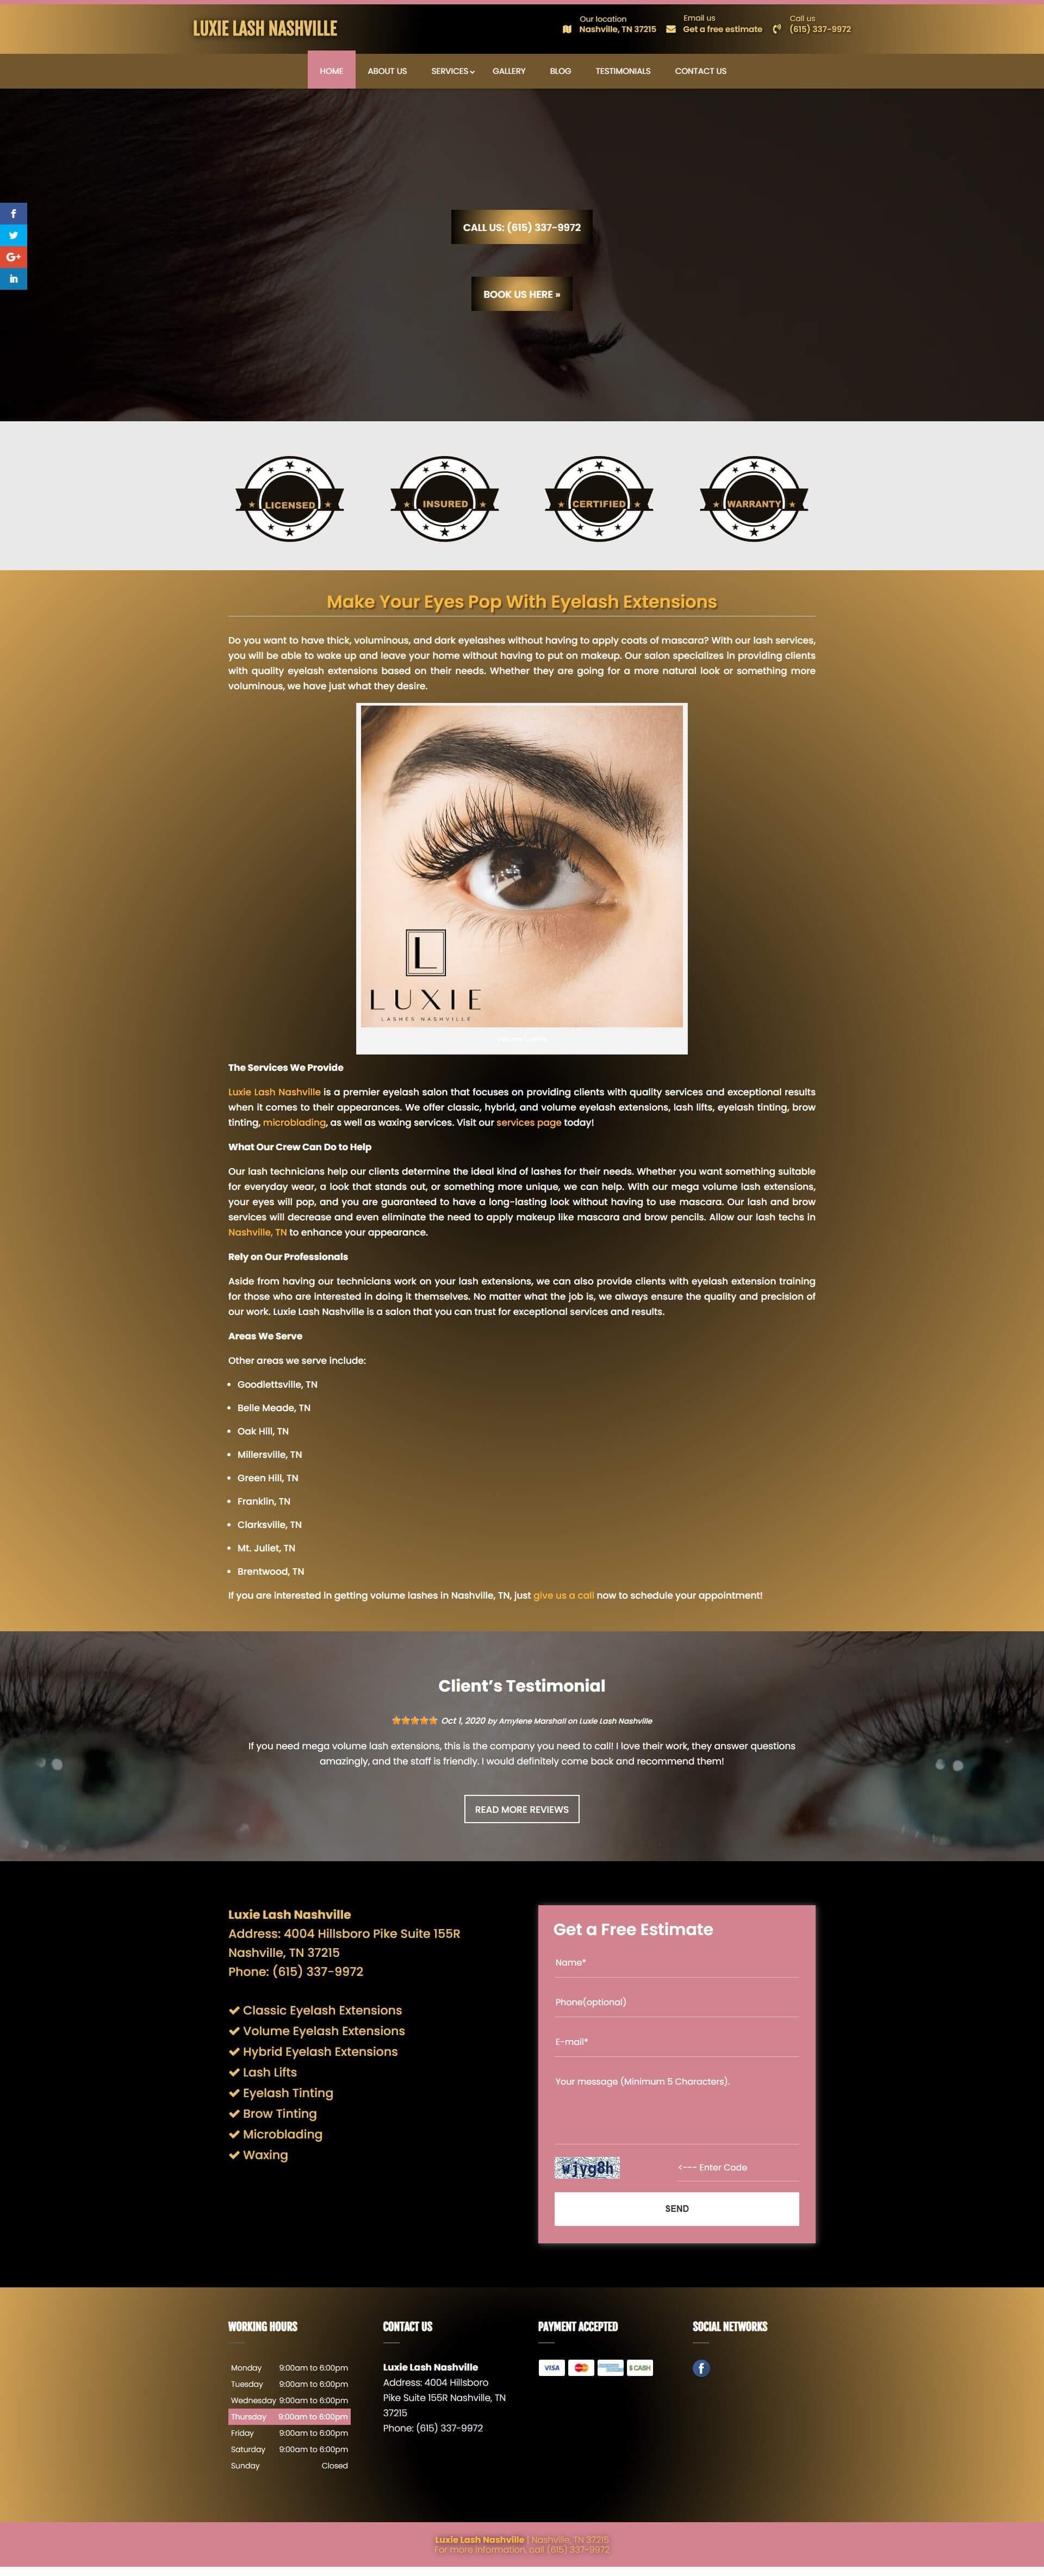 LUXIE LASH NASHVILLE
Our location
Nashville, TN 37215
Email us
Get a free estimate
Call us
(615) 337-9972
HOME
ABOUT US
SERVICES
GALLERY
BLOG
TESTIMONIALS
CONTACT US
CALL US: (615) 337-9972
BOOK US HERE »
LICENSED
INSURED
CERTIFIED
WARRANTY
Make Your Eyes Pop With Eyelash Extensions
Do you want to have thick, voluminous, and dark eyelashes without having to apply coats of mascara? With our lash services,
you will be able to wake up and leave your home without having to put on makeup. Our salon specializes in providing clients
with quality eyelash extensions based on their needs. Whether they are going for a more natural look or something more
voluminous, we have just what they desire.
L
LUXIE
LASHES NASHVILLE
The Services We Provide
Luxie Lash Nashville is a premier eyelash salon that focuses on providing clients with quality services and exceptional results
when it comes to their appearances. We offer classic, hybrid, and volume eyelash extensions, lash lifts, eyelash tinting, brow
tinting, microblading, as well as waxing services. Visit our services page today!
What Our Crew Can Do to Help
Our lash technicians help our clients determine the ideal kind of lashes for their needs. Whether you want something suitable
for everyday wear, a look that stands out, or something more unique, we can help. With our mega volume lash extensions,
your eyes will pop, and you are guaranteed to have a long-lasting look without having to use mascara. Our lash and brow
services will decrease and even eliminate the need to apply makeup like mascara and brow pencils. Allow our lash techs in
Nashville, TN to enhance your appearance.
Rely on Our Professionals
Aside from having our technicians work on your lash extensions, we can also provide clients with eyelash extension training
for those who are interested in doing it themselves. No matter what the job is, we always ensure the quality and precision of
our work. Luxie Lash Nashville is a salon that you can trust for exceptional services and results.
Areas We Serve
Other areas we serve include:
• Goodlettsville, TN
• Belle Meade, TN
• Oak Hill, TN
• Millersville, TN
• Green Hill, TN
• Franklin, TN
• Clarksville, TN
• Mt. Juliet, TN
• Brentwood, TN
If you are interested in getting volume lashes in Nashville, TN, just give us a call now to schedule your appointment!
Client’s Testimonial
Oct 1, 2020 by Amylene Marshall on Luxie Lash Nashville
If you need mega volume lash extensions, this is the company you need to call! I love their work, they answer questions
amazingly, and the staff is friendly. I would definitely come back and recommend them!
READ MORE REVIEWS
Luxie Lash Nashville
Address: 4004 Hillsboro Pike Suite 155R
Nashville, TN 37215
Phone: (615) 337-9972
Classic Eyelash Extensions
Volume Eyelash Extensions
Hybrid Eyelash Extensions
Lash Lifts
Eyelash Tinting
Brow Tinting
Microblading
Waxing
Get a Free Estimate
Name*
Phone(optional)
E-mail*
Your message (Minimum 5 Characters).
wjyg8h
<--- Enter Code
SEND
WORKING HOURS
Monday 9:00am to 6:00pm
Tuesday 9:00am to 6:00pm
Wednesday 9:00am to 6:00pm
Thursday 9:00am to 6:00pm
Friday 9:00am to 6:00pm
Saturday 9:00am to 6:00pm
Sunday Closed
CONTACT US
Luxie Lash Nashville
Address: 4004 Hillsboro
Pike Suite 155R Nashville, TN
37215
Phone: (615) 337-9972
PAYMENT ACCEPTED
VISA
$ CASH
SOCIAL NETWORKS
Luxie Lash Nashville | Nashville, TN 37215
For more information, call (615) 337-9972